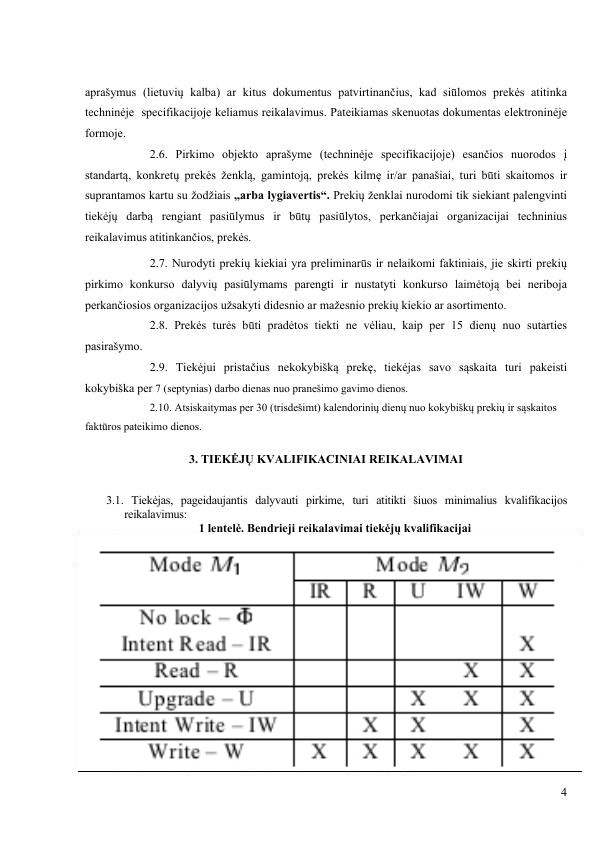 aprašymus (lietuvių kalba) ar kitus dokumentus patvirtinančius, kad siūlomos prekės atitinka
techninėje specifikacijoje keliamus reikalavimus. Pateikiamas skenuotas dokumentas elektroninėje
formoje.
2.6. Pirkimo objekto aprašyme (techninėje specifikacijoje) esančios nuorodos į
standartą, konkretų prekės ženklą, gamintoją, prekės kilmę ir/ar panašiai, turi būti skaitomos ir
suprantamos kartu su žodžiais „arba lygiavertis“. Prekių ženklai nurodomi tik siekiant palengvinti
tiekėjų darbą rengiant pasiūlymus ir būtų pasiūlytos, perkančiajai organizacijai techninius
reikalavimus atitinkančios, prekės.
2.7. Nurodyti prekių kiekiai yra preliminarūs ir nelaikomi faktiniais, jie skirti prekių
pirkimo konkurso dalyvių pasiūlymams parengti ir nustatyti konkurso laimėtoją bei neriboja
perkančiosios organizacijos užsakyti didesnio ar mažesnio prekių kiekio ar asortimento.
2.8. Prekės turės būti pradėtos tiekti ne vėliau, kaip per 15 dienų nuo sutarties
pasirašymo.
2.9. Tiekėjui pristačius nekokybišką prekę, tiekėjas savo sąskaita turi pakeisti
kokybiška per 7 (septynias) darbo dienas nuo pranešimo gavimo dienos.
2.10. Atsiskaitymas per 30 (trisdešimt) kalendorinių dienų nuo kokybiškų prekių ir sąskaitos
faktūros pateikimo dienos.
3. TIEKĖJŲ KVALIFIKACINIAI REIKALAVIMAI
3.1. Tiekėjas, pageidaujantis dalyvauti pirkime, turi atitikti šiuos minimalius kvalifikacijos
reikalavimus:
1 lentelė. Bendrieji reikalavimai tiekėjų kvalifikacijai
Mode M₁ Mode M₂
IR R U IW W
No lock – Φ
Intent Read – IR X
Read – R X X
Upgrade – U X X X
Intent Write – IW X X X
Write – W X X X X X
4